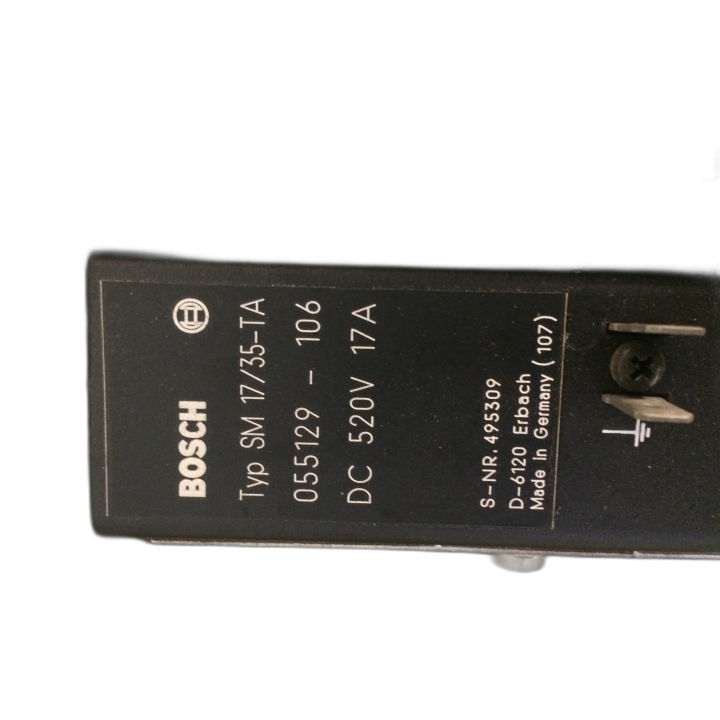 BOSCH
Typ SM 17/35-TA
055129 - 106
DC 520V 17A
S-NR. 495309
D-6120 Erbach
Made in Germany (107)